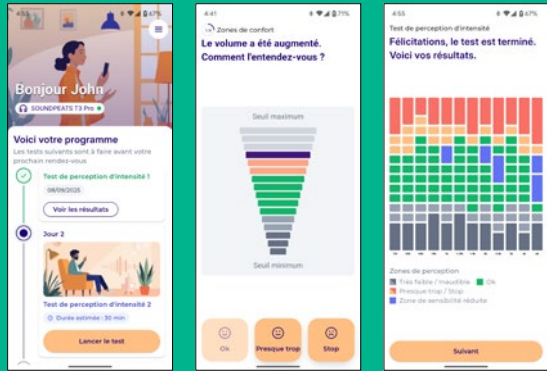 4:55
67%
Bonjour John
SOUNDPEATS T3 Pro
Voici votre programme
Les tests suivants sont à faire avant votre
prochain rendez-vous
Test de perception d'intensité 1
08/09/2025
Voir les résultats
Jour 2
Test de perception d'intensité 2
Durée estimée : 30 min
Lancer le test
4:41
71%
Zones de confort
Le volume a été augmenté.
Comment l'entendez-vous ?
Seuil maximum
Seuil minimum
Ok
Presque trop
Stop
4:55
67%
Test de perception d'intensité
Félicitations, le test est terminé.
Voici vos résultats.
Zones de perception
Très faible / Inaudible
Ok
Presque trop / Stop
Zone de sensibilité réduite
Suivant